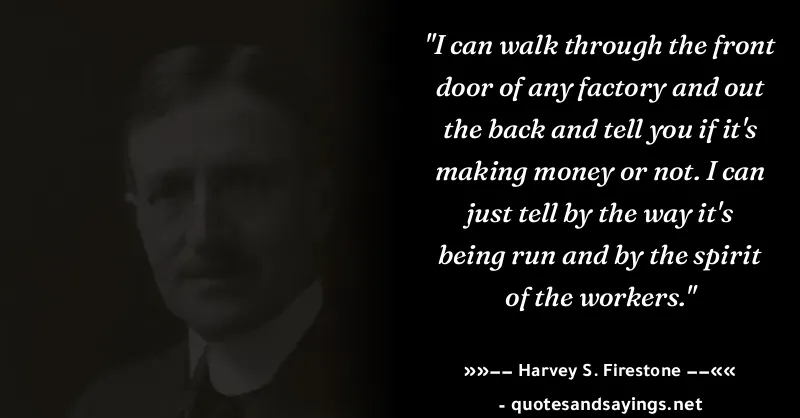 "I can walk through the front
door of any factory and out
the back and tell you if it's
making money or not. I can
just tell by the way it's
being run and by the spirit
of the workers."
»»–– Harvey S. Firestone ––««
- quotesandsayings.net